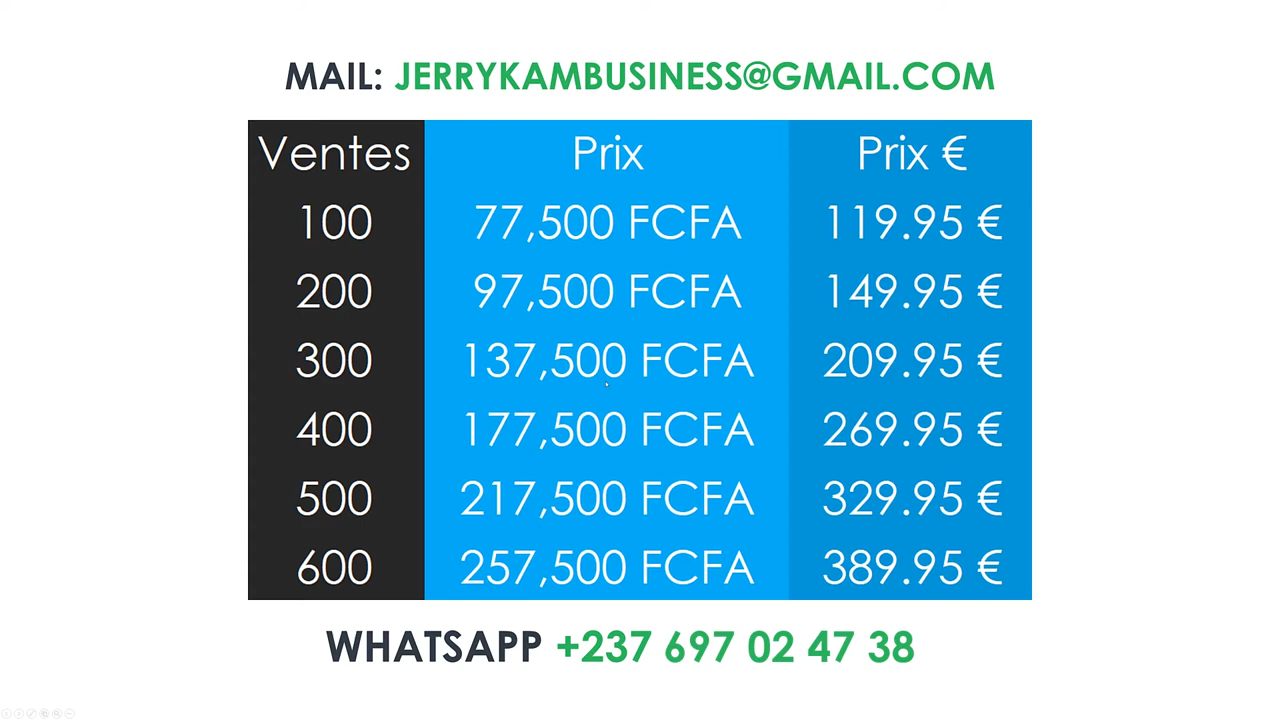 MAIL: JERRYKAMBUSINESS@GMAIL.COM
Ventes Prix Prix €
100 77,500 FCFA 119.95 €
200 97,500 FCFA 149.95 €
300 137,500 FCFA 209.95 €
400 177,500 FCFA 269.95 €
500 217,500 FCFA 329.95 €
600 257,500 FCFA 389.95 €
WHATSAPP +237 697 02 47 38